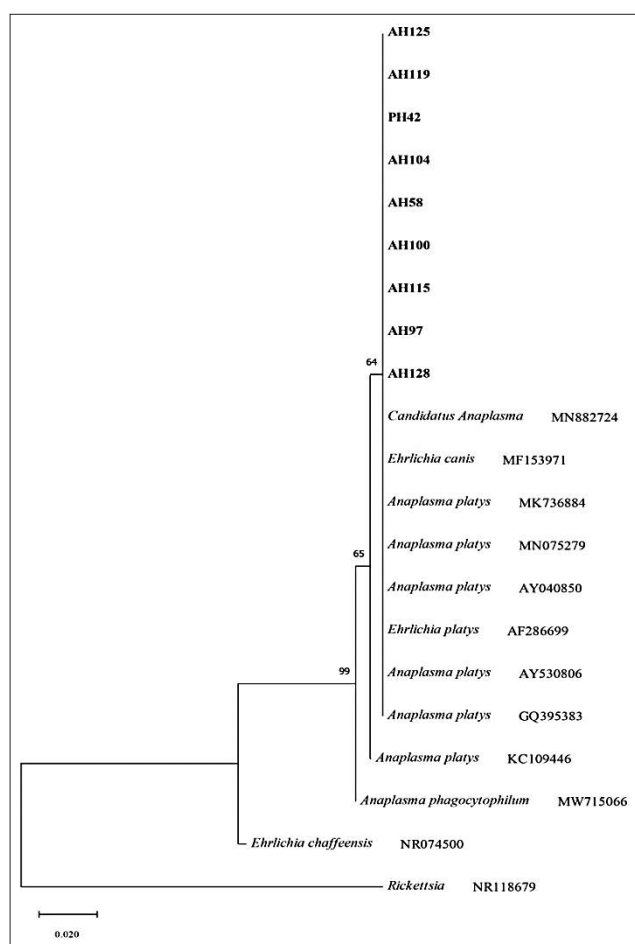 AH125
AH119
PH42
AH104
AH58
AH100
AH115
AH97
64
AH128
Candidatus Anaplasma MN882724
Ehrlichia canis MF153971
Anaplasma platys MK736884
Anaplasma platys MN075279
65
Anaplasma platys AY040850
Ehrlichia platys AF286699
99
Anaplasma platys AY530806
Anaplasma platys GQ395383
Anaplasma platys KC109446
Anaplasma phagocytophilum MW715066
Ehrlichia chaffeensis NR074500
Rickettsia NR118679
0.020